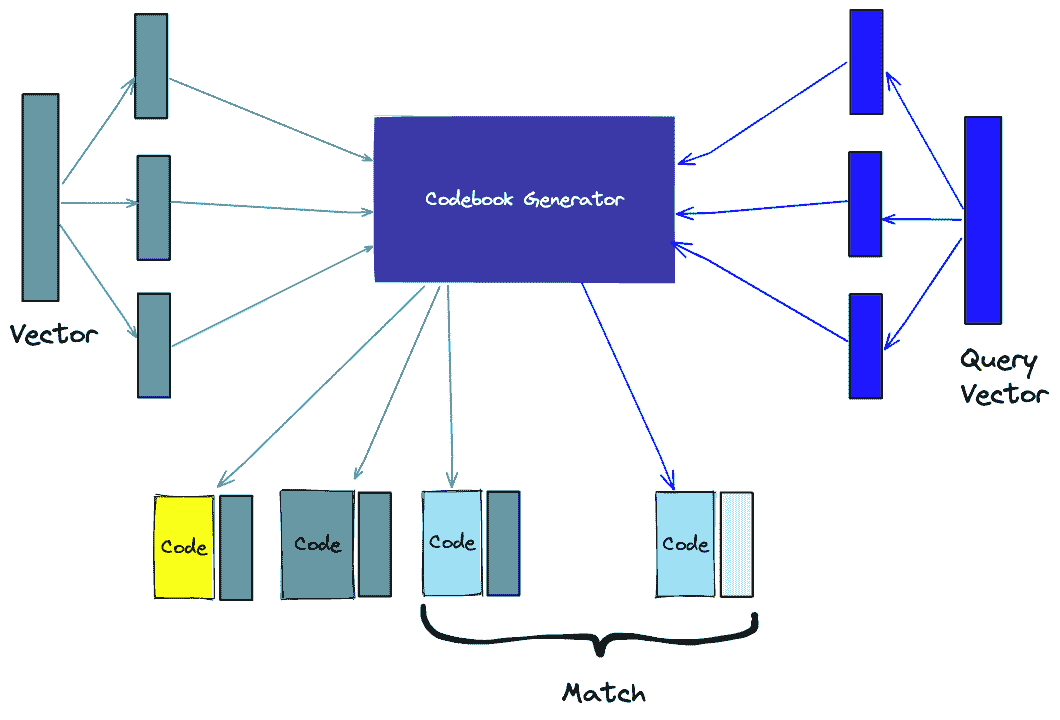 Codebook Generator
Vector
Query
Vector
Code
Code
Code
Code
Match